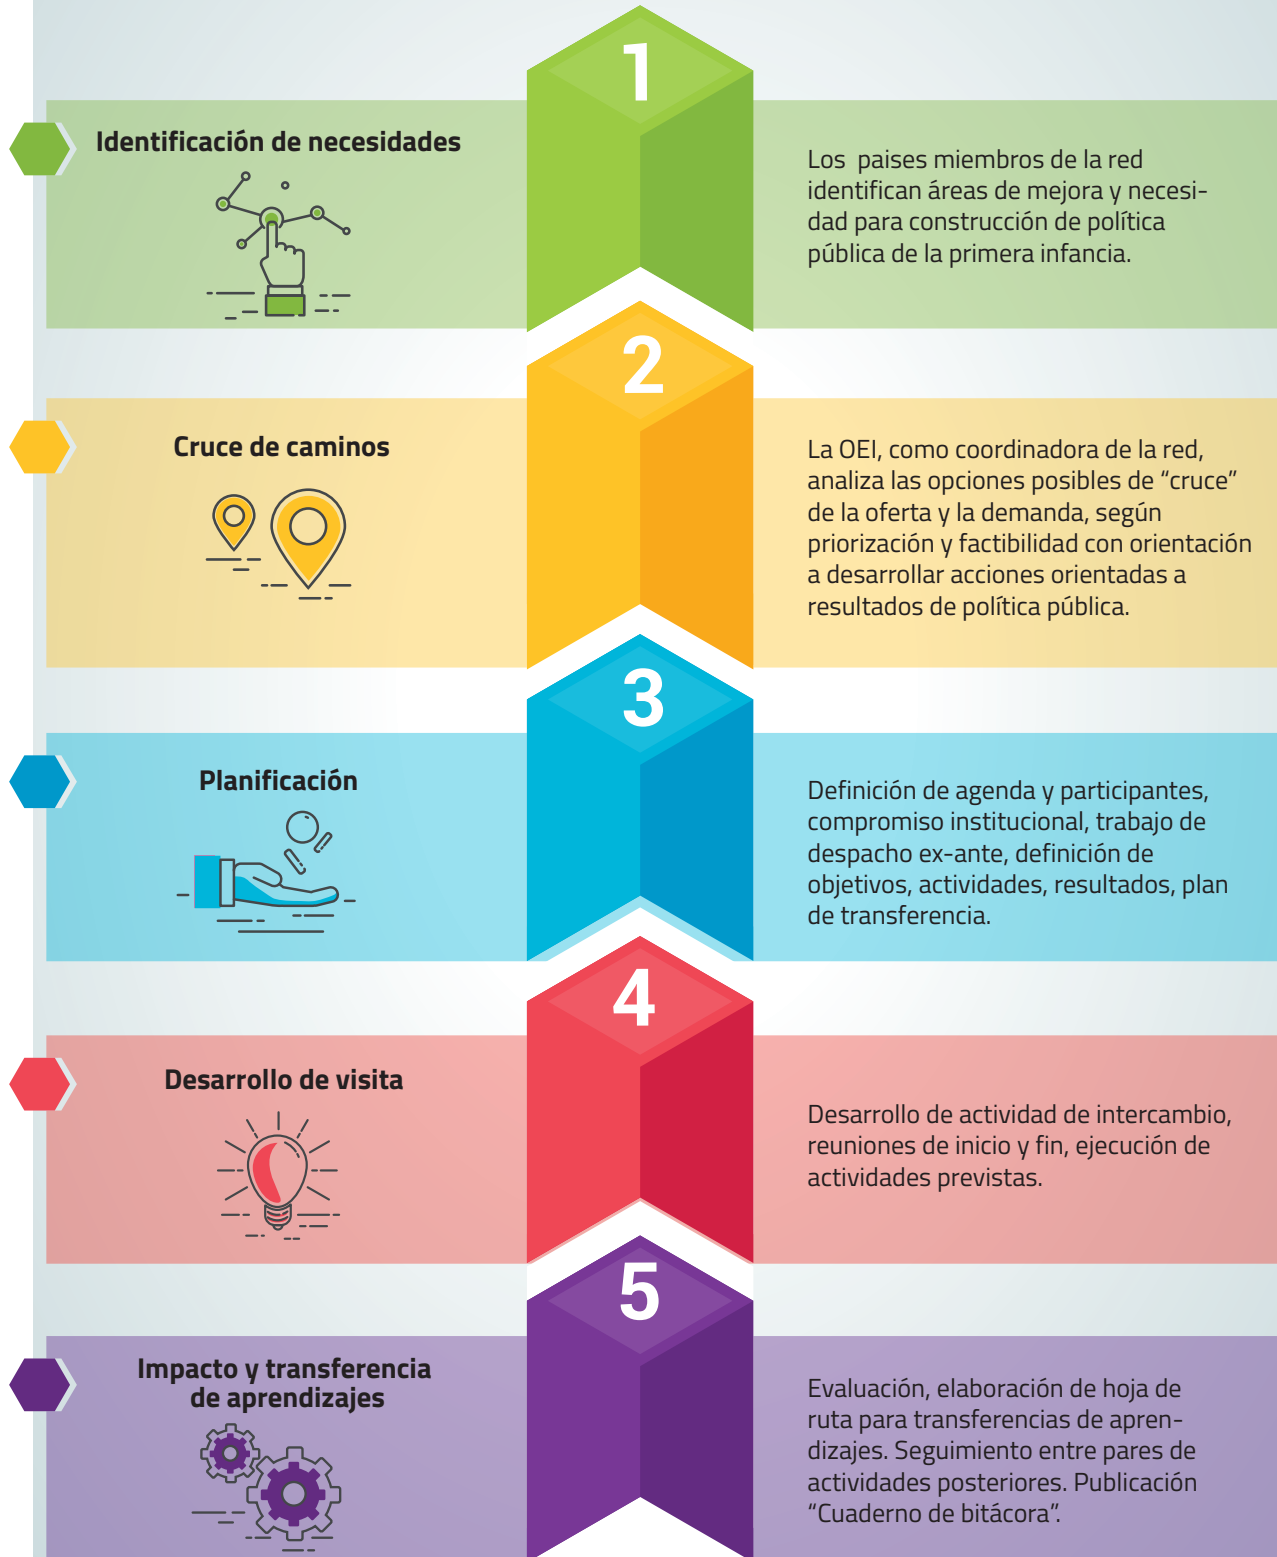 1
Identificación de necesidades
Los paises miembros de la red
identifican áreas de mejora y necesi-
dad para construcción de política
pública de la primera infancia.
2
Cruce de caminos
La OEI, como coordinadora de la red,
analiza las opciones posibles de “cruce”
de la oferta y la demanda, según
priorización y factibilidad con orientación
a desarrollar acciones orientadas a
resultados de política pública.
3
Planificación
Definición de agenda y participantes,
compromiso institucional, trabajo de
despacho ex-ante, definición de
objetivos, actividades, resultados, plan
de transferencia.
4
Desarrollo de visita
Desarrollo de actividad de intercambio,
reuniones de inicio y fin, ejecución de
actividades previstas.
5
Impacto y transferencia
de aprendizajes
Evaluación, elaboración de hoja de
ruta para transferencias de apren-
dizajes. Seguimiento entre pares de
actividades posteriores. Publicación
“Cuaderno de bitácora”.